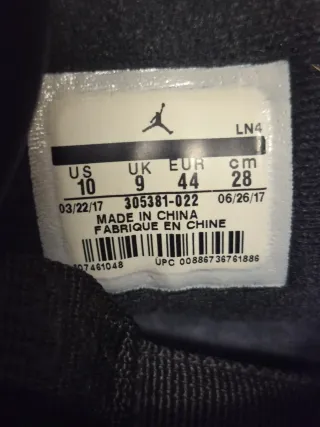 LN4
US UK EUR cm
10 9 44 28
03/22/17 305381-022 06/26/17
MADE IN CHINA
FABRIQUE EN CHINE
07461048 UPC 00886736761886